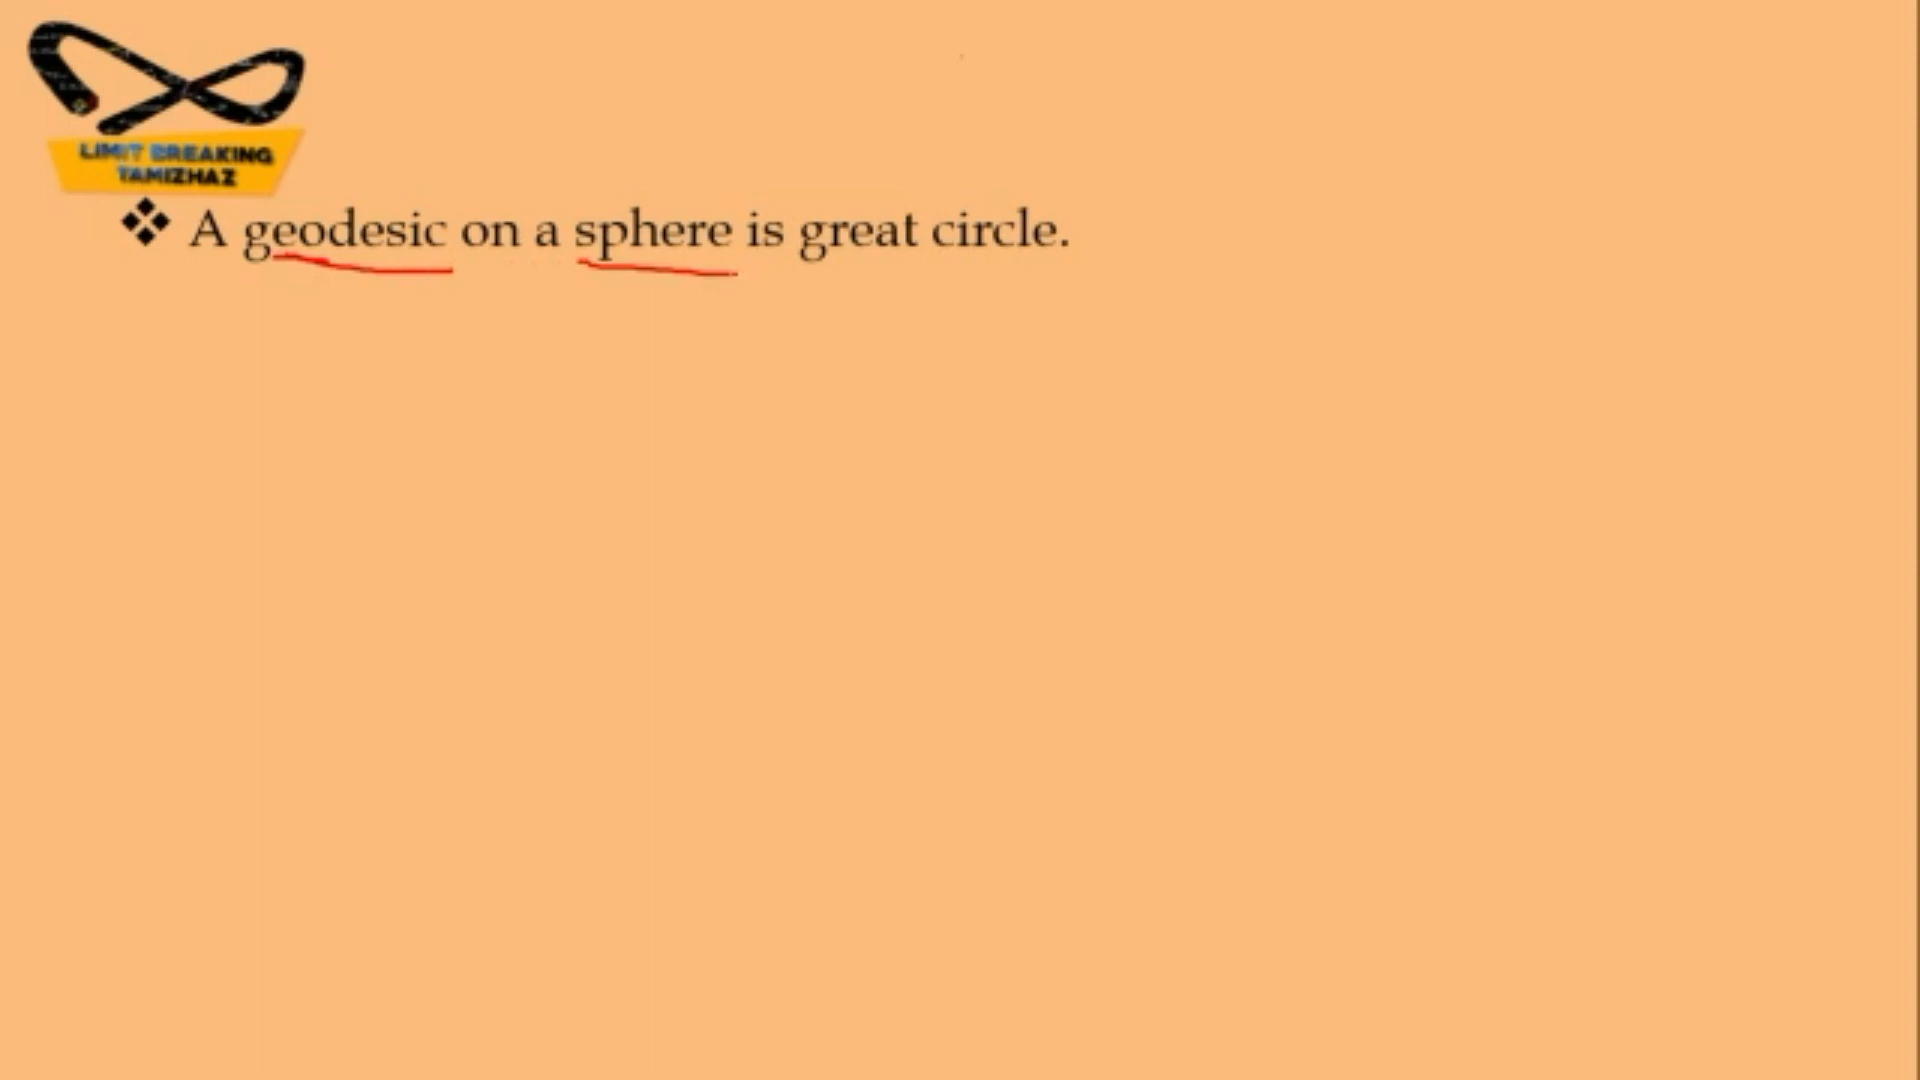 LIMIT BREAKING
TAMIZHAZ
❖ A geodesic on a sphere is great circle.